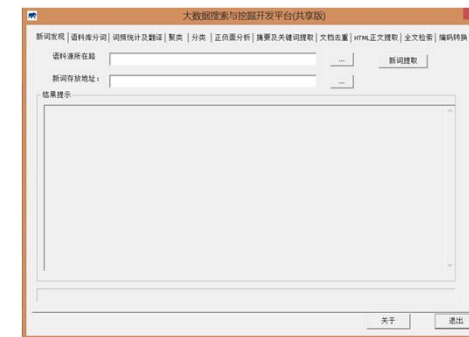 大数据搜索与挖掘开发平台(共享版)
新词发现 语料库分词 词频统计及翻译 聚类 分类 正负面分析 摘要及关键词提取 文档去重 HTML正文提取 全文检索 编码转换
语料源所在路 ... 新词提取
新词存放地址: ...
结果提示
关于 退出